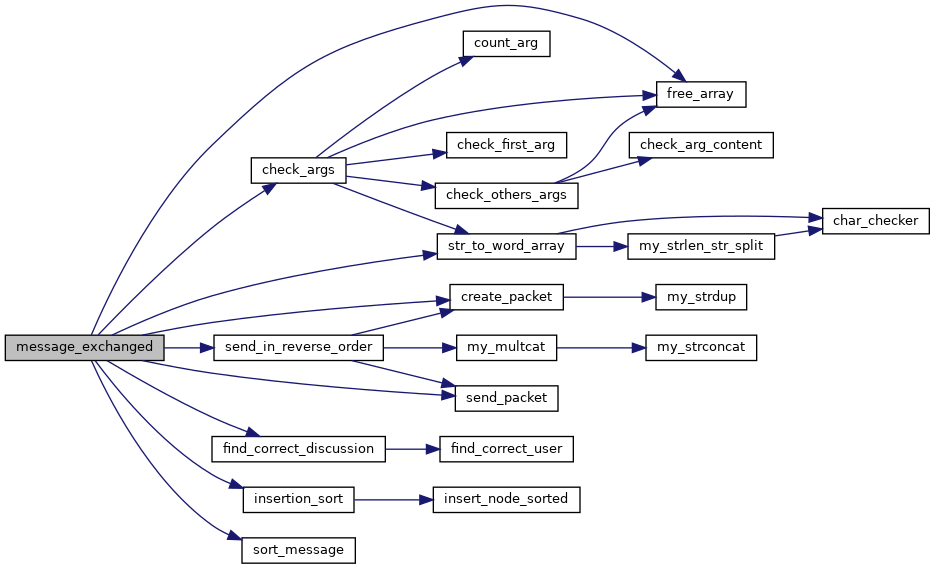 count_arg
free_array
check_first_arg
check_arg_content
check_args
check_others_args
char_checker
str_to_word_array
my_strlen_str_split
create_packet
my_strdup
message_exchanged
send_in_reverse_order
my_multcat
my_strconcat
send_packet
find_correct_discussion
find_correct_user
insertion_sort
insert_node_sorted
sort_message